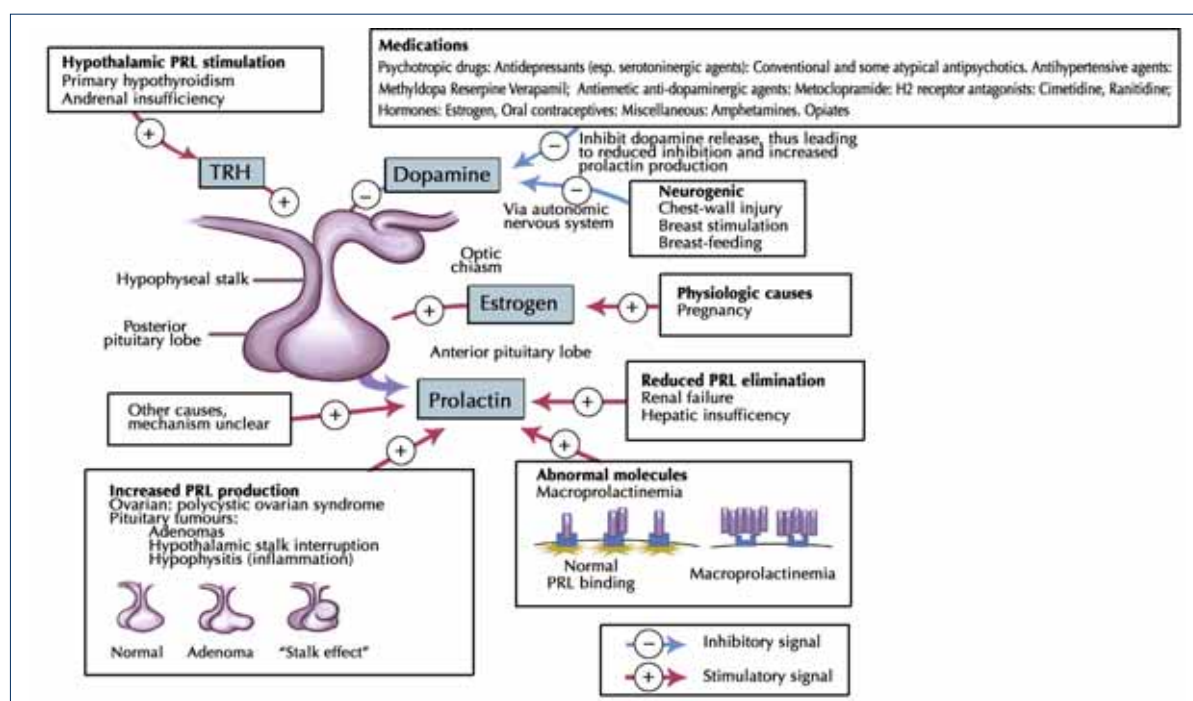 Hypothalamic PRL stimulation
Primary hypothyroidism
Andrenal insufficiency
Medications
Psychotropic drugs: Antidepressants (esp. serotoninergic agents): Conventional and some atypical antipsychotics. Antihypertensive agents:
Methyldopa Reserpine Verapamil; Antiemetic anti-dopaminergic agents: Metoclopramide: H2 receptor antagonists: Cimetidine, Ranitidine;
Hormones: Estrogen, Oral contraceptives: Miscellaneous: Amphetamines. Opiates
+
−
Inhibit dopamine release, thus leading
to reduced inhibition and increased
prolactin production
TRH
+
Dopamine
−
−
Via autonomic
nervous system
Neurogenic
Chest-wall injury
Breast stimulation
Breast-feeding
Hypophyseal stalk
Optic
chiasm
+
Estrogen
+
Physiologic causes
Pregnancy
Posterior
pituitary lobe
Anterior pituitary lobe
Prolactin
+
Reduced PRL elimination
Renal failure
Hepatic insufficency
Other causes,
mechanism unclear
+
+
+
Increased PRL production
Ovarian: polycystic ovarian syndrome
Pituitary tumours:
Adenomas
Hypothalamic stalk interruption
Hypophysitis (inflammation)
Normal
Adenoma
"Stalk effect"
Abnormal molecules
Macroprolactinemia
Normal
PRL binding
Macroprolactinemia
− Inhibitory signal
+ Stimulatory signal